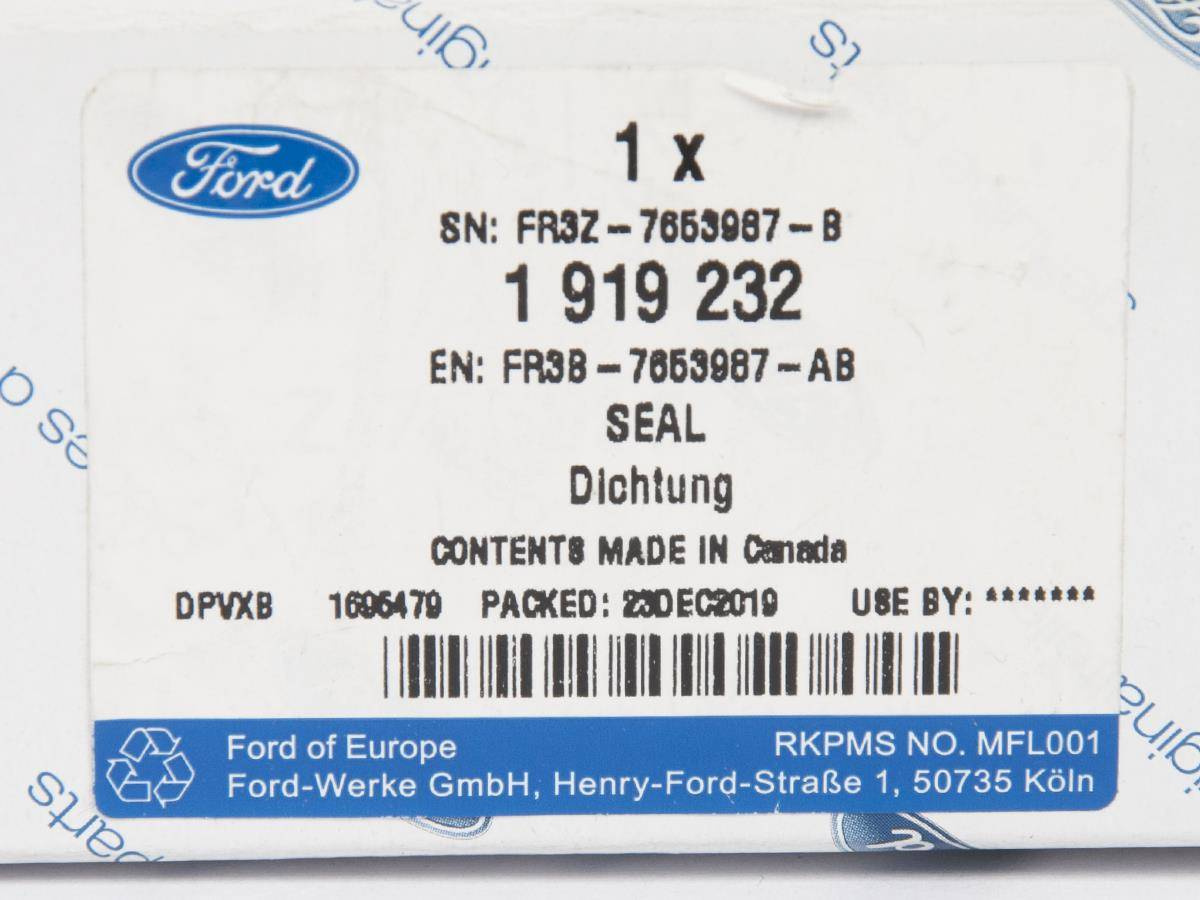 Ford
1 x
SN: FR3Z-7653987-B
1 919 232
EN: FR3B-7653987-AB
SEAL
Dichtung
CONTENTS MADE IN Canada
DPVXB 1695479 PACKED: 23DEC2019 USE BY: *******
Ford of Europe RKPMS NO. MFL001
Ford-Werke GmbH, Henry-Ford-Straße 1, 50735 Köln
parts